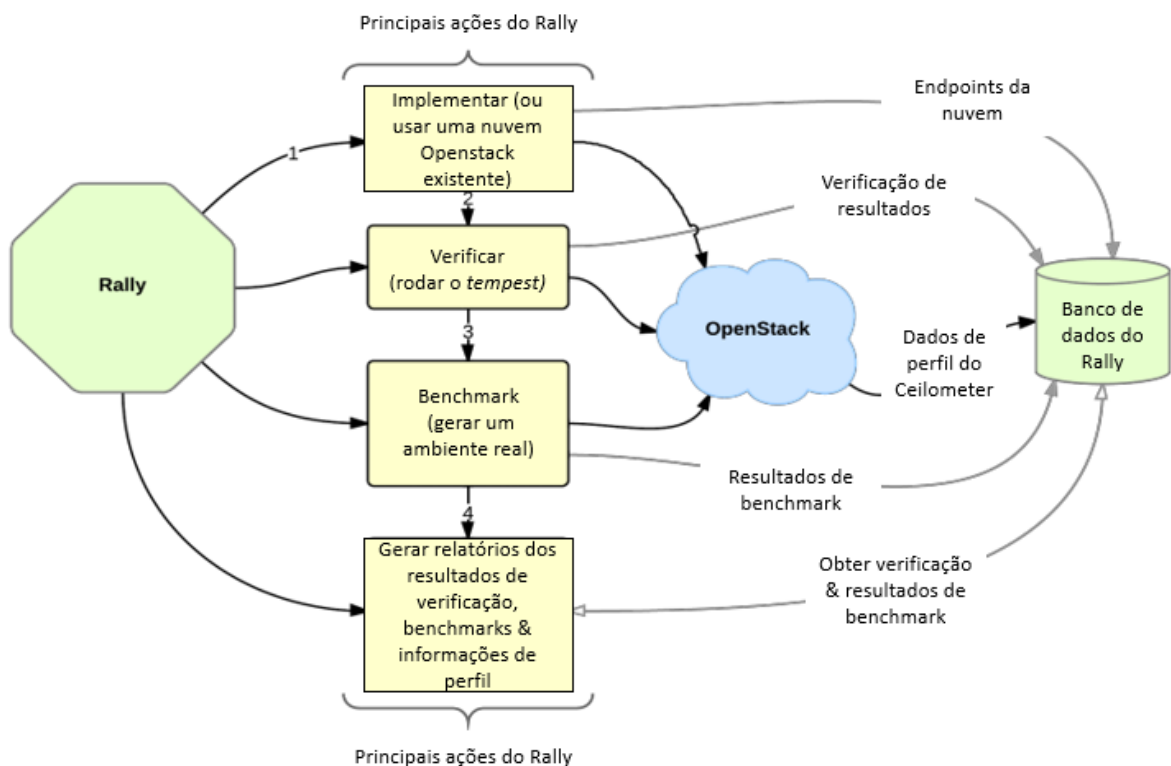 Principais ações do Rally
Implementar (ou
usar uma nuvem
Openstack
existente)
Endpoints da
nuvem
1
2
Verificação de
resultados
Verificar
(rodar o tempest)
Rally
3
OpenStack
Banco de
dados do
Rally
Dados de
perfil do
Ceilometer
Benchmark
(gerar um
ambiente real)
Resultados de
benchmark
4
Gerar relatórios dos
resultados de
verificação,
benchmarks &
informações de
perfil
Obter verificação
& resultados de
benchmark
Principais ações do Rally